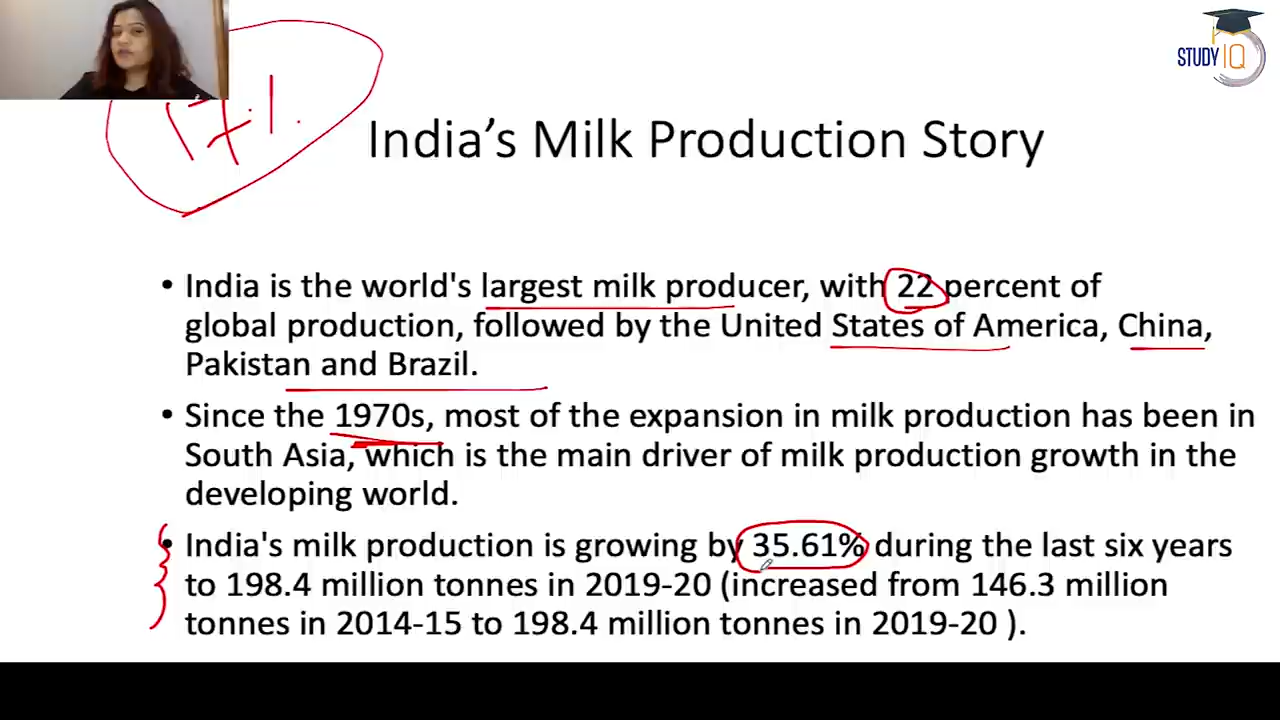 STUDY IQ
17%
India's Milk Production Story
• India is the world's largest milk producer, with 22 percent of
global production, followed by the United States of America, China,
Pakistan and Brazil.
• Since the 1970s, most of the expansion in milk production has been in
South Asia, which is the main driver of milk production growth in the
developing world.
• India's milk production is growing by 35.61% during the last six years
to 198.4 million tonnes in 2019-20 (increased from 146.3 million
tonnes in 2014-15 to 198.4 million tonnes in 2019-20 ).